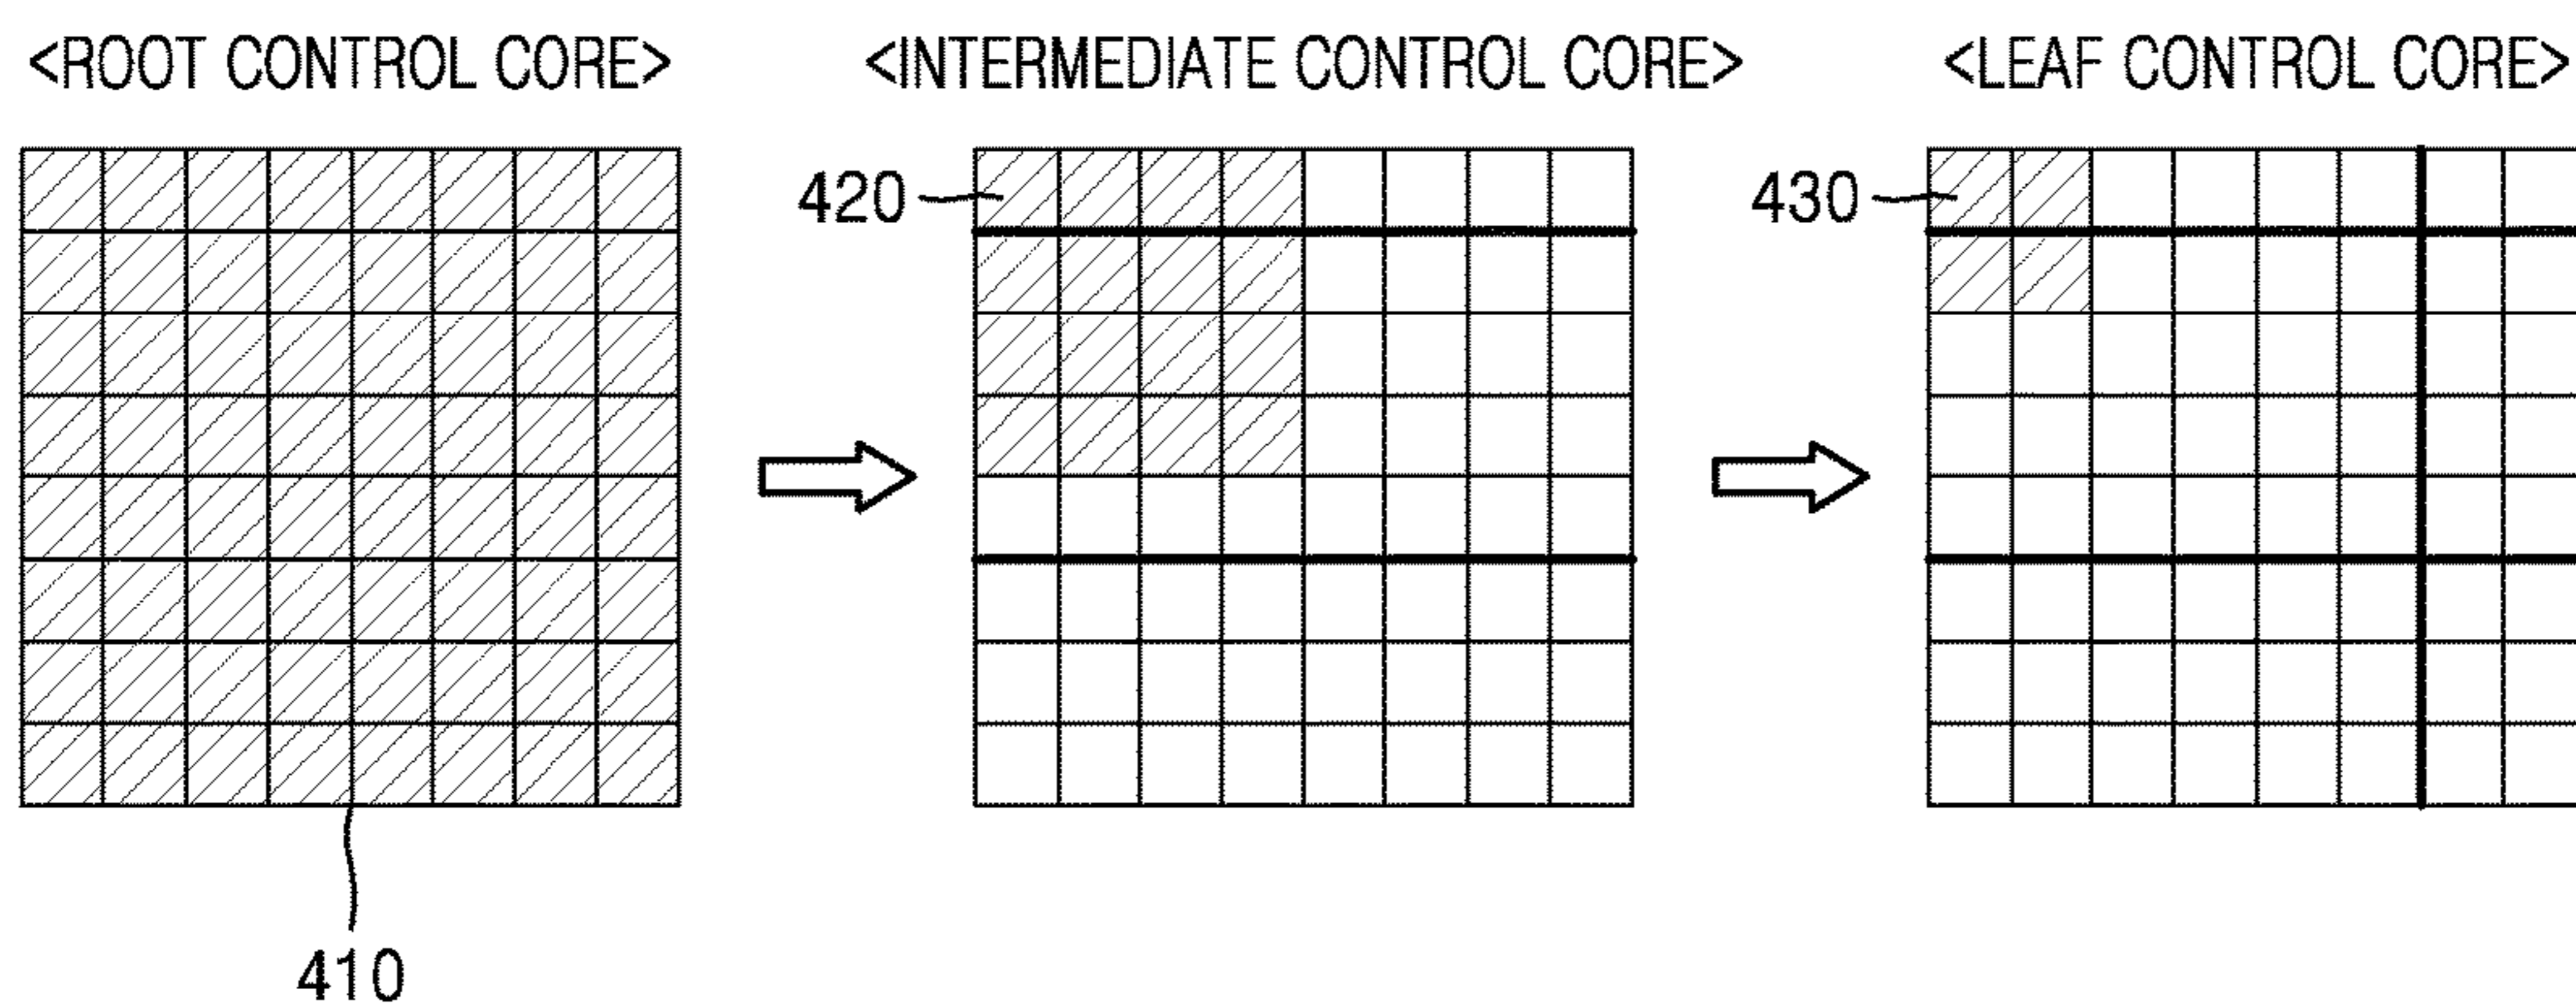 <ROOT CONTROL CORE>
<INTERMEDIATE CONTROL CORE>
<LEAF CONTROL CORE>
420
430
410